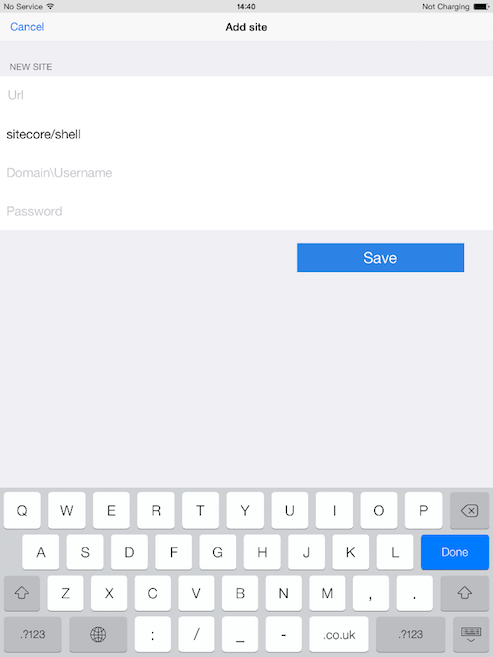 No Service 14:40 Not Charging
Cancel Add site
NEW SITE
Url
sitecore/shell
Domain\Username
Password
Save
Q W E R T Y U I O P
A S D F G H J K L Done
Z X C V B N M , .
.?123 : / _ - .co.uk .?123